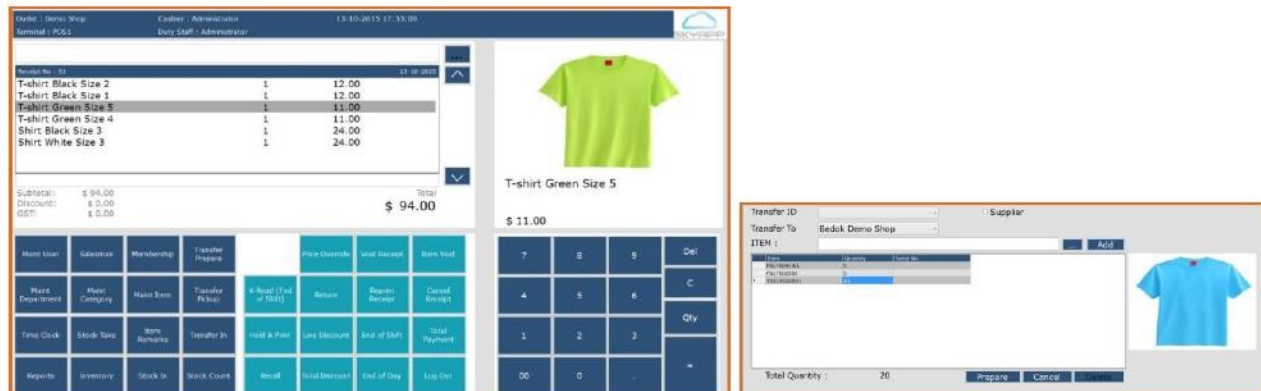 Outlet : Demo Shop Cashier : Administrator 13-10-2015 17:33:09
Terminal : POS1 Duty Staff : Administrator
SKYAPP
...
Receipt No : 51 13-10-2015
T-shirt Black Size 2 1 12.00
T-shirt Black Size 1 1 12.00
T-shirt Green Size 5 1 11.00
T-shirt Green Size 4 1 11.00
Shirt Black Size 3 1 24.00
Shirt White Size 3 1 24.00
Subtotal: $ 94.00 Total
Discount: $ 0.00 $ 94.00
GST: $ 0.00
T-shirt Green Size 5
$ 11.00
Maint User Salesman Membership Transfer Prepare Price Override Void Receipt Item Void
Maint Department Maint Category Maint Item Transfer Pickup X-Read (End of Shift) Return Reprint Receipt Cancel Receipt
Time Clock Stock Take Item Remarks Transfer In Hold & Print Line Discount End of Shift Total Payment
Reports Inventory Stock In Stock Count Recall Total Discount End of Day Log Out
7 8 9 Del
4 5 6 C
1 2 3 Qty
00 0 . =
Transfer ID Supplier
Transfer To Bedok Demo Shop
ITEM : ... Add
Item Quantity Serial No
Total Quantity : 20 Prepare Cancel Delete